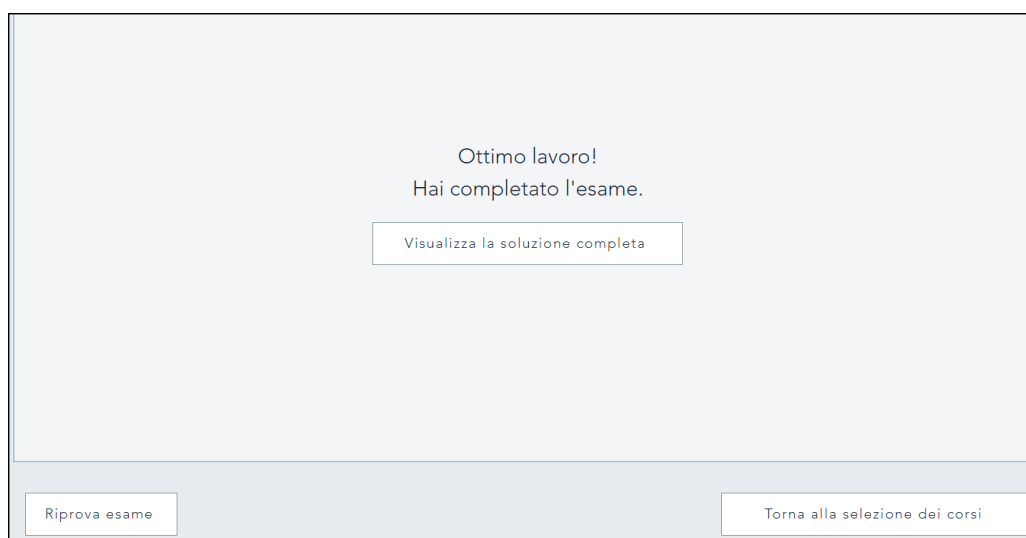 Ottimo lavoro!
Hai completato l'esame.
Visualizza la soluzione completa
Riprova esame
Torna alla selezione dei corsi